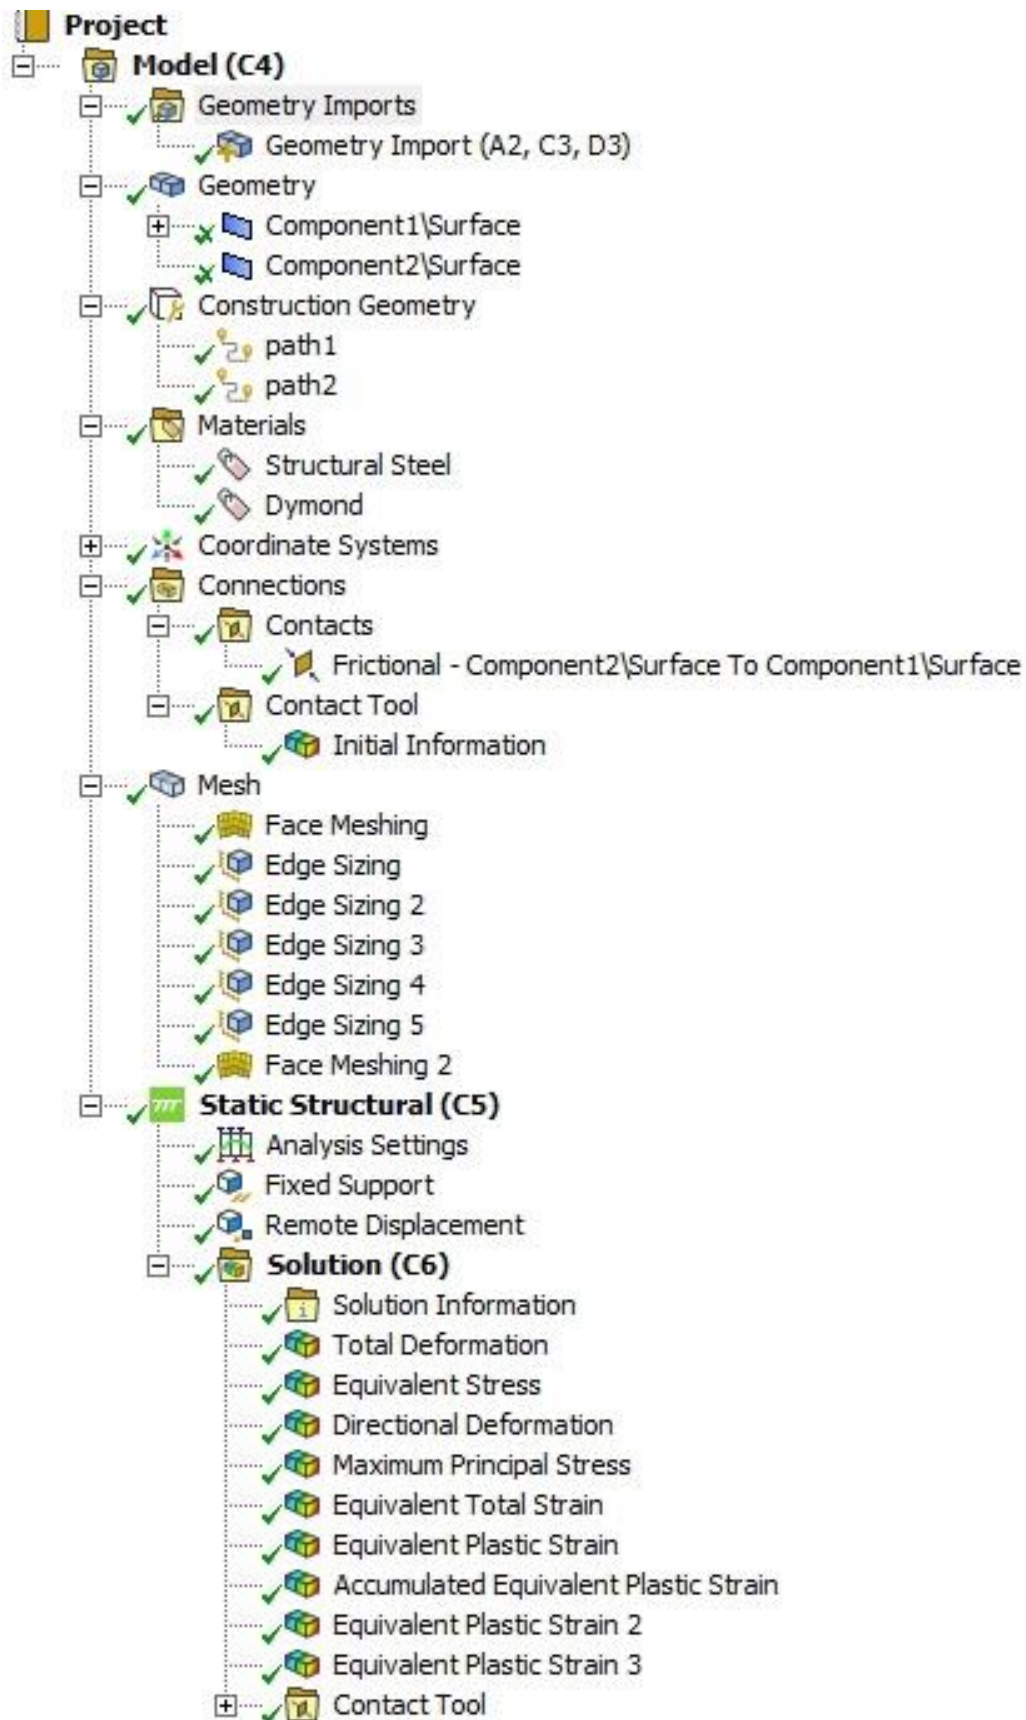 Project
Model (C4)
Geometry Imports
Geometry Import (A2, C3, D3)
Geometry
Component1\Surface
Component2\Surface
Construction Geometry
path1
path2
Materials
Structural Steel
Dymond
Coordinate Systems
Connections
Contacts
Frictional - Component2\Surface To Component1\Surface
Contact Tool
Initial Information
Mesh
Face Meshing
Edge Sizing
Edge Sizing 2
Edge Sizing 3
Edge Sizing 4
Edge Sizing 5
Face Meshing 2
Static Structural (C5)
Analysis Settings
Fixed Support
Remote Displacement
Solution (C6)
Solution Information
Total Deformation
Equivalent Stress
Directional Deformation
Maximum Principal Stress
Equivalent Total Strain
Equivalent Plastic Strain
Accumulated Equivalent Plastic Strain
Equivalent Plastic Strain 2
Equivalent Plastic Strain 3
Contact Tool